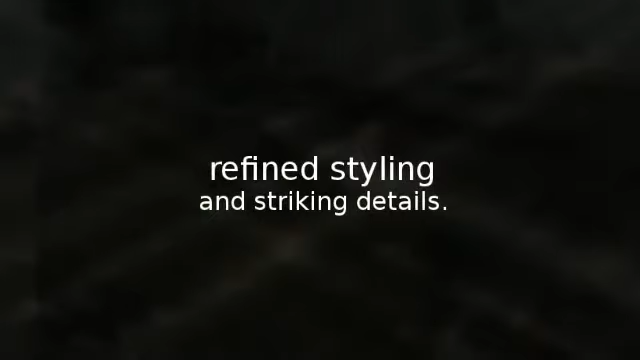 refined styling
and striking details.